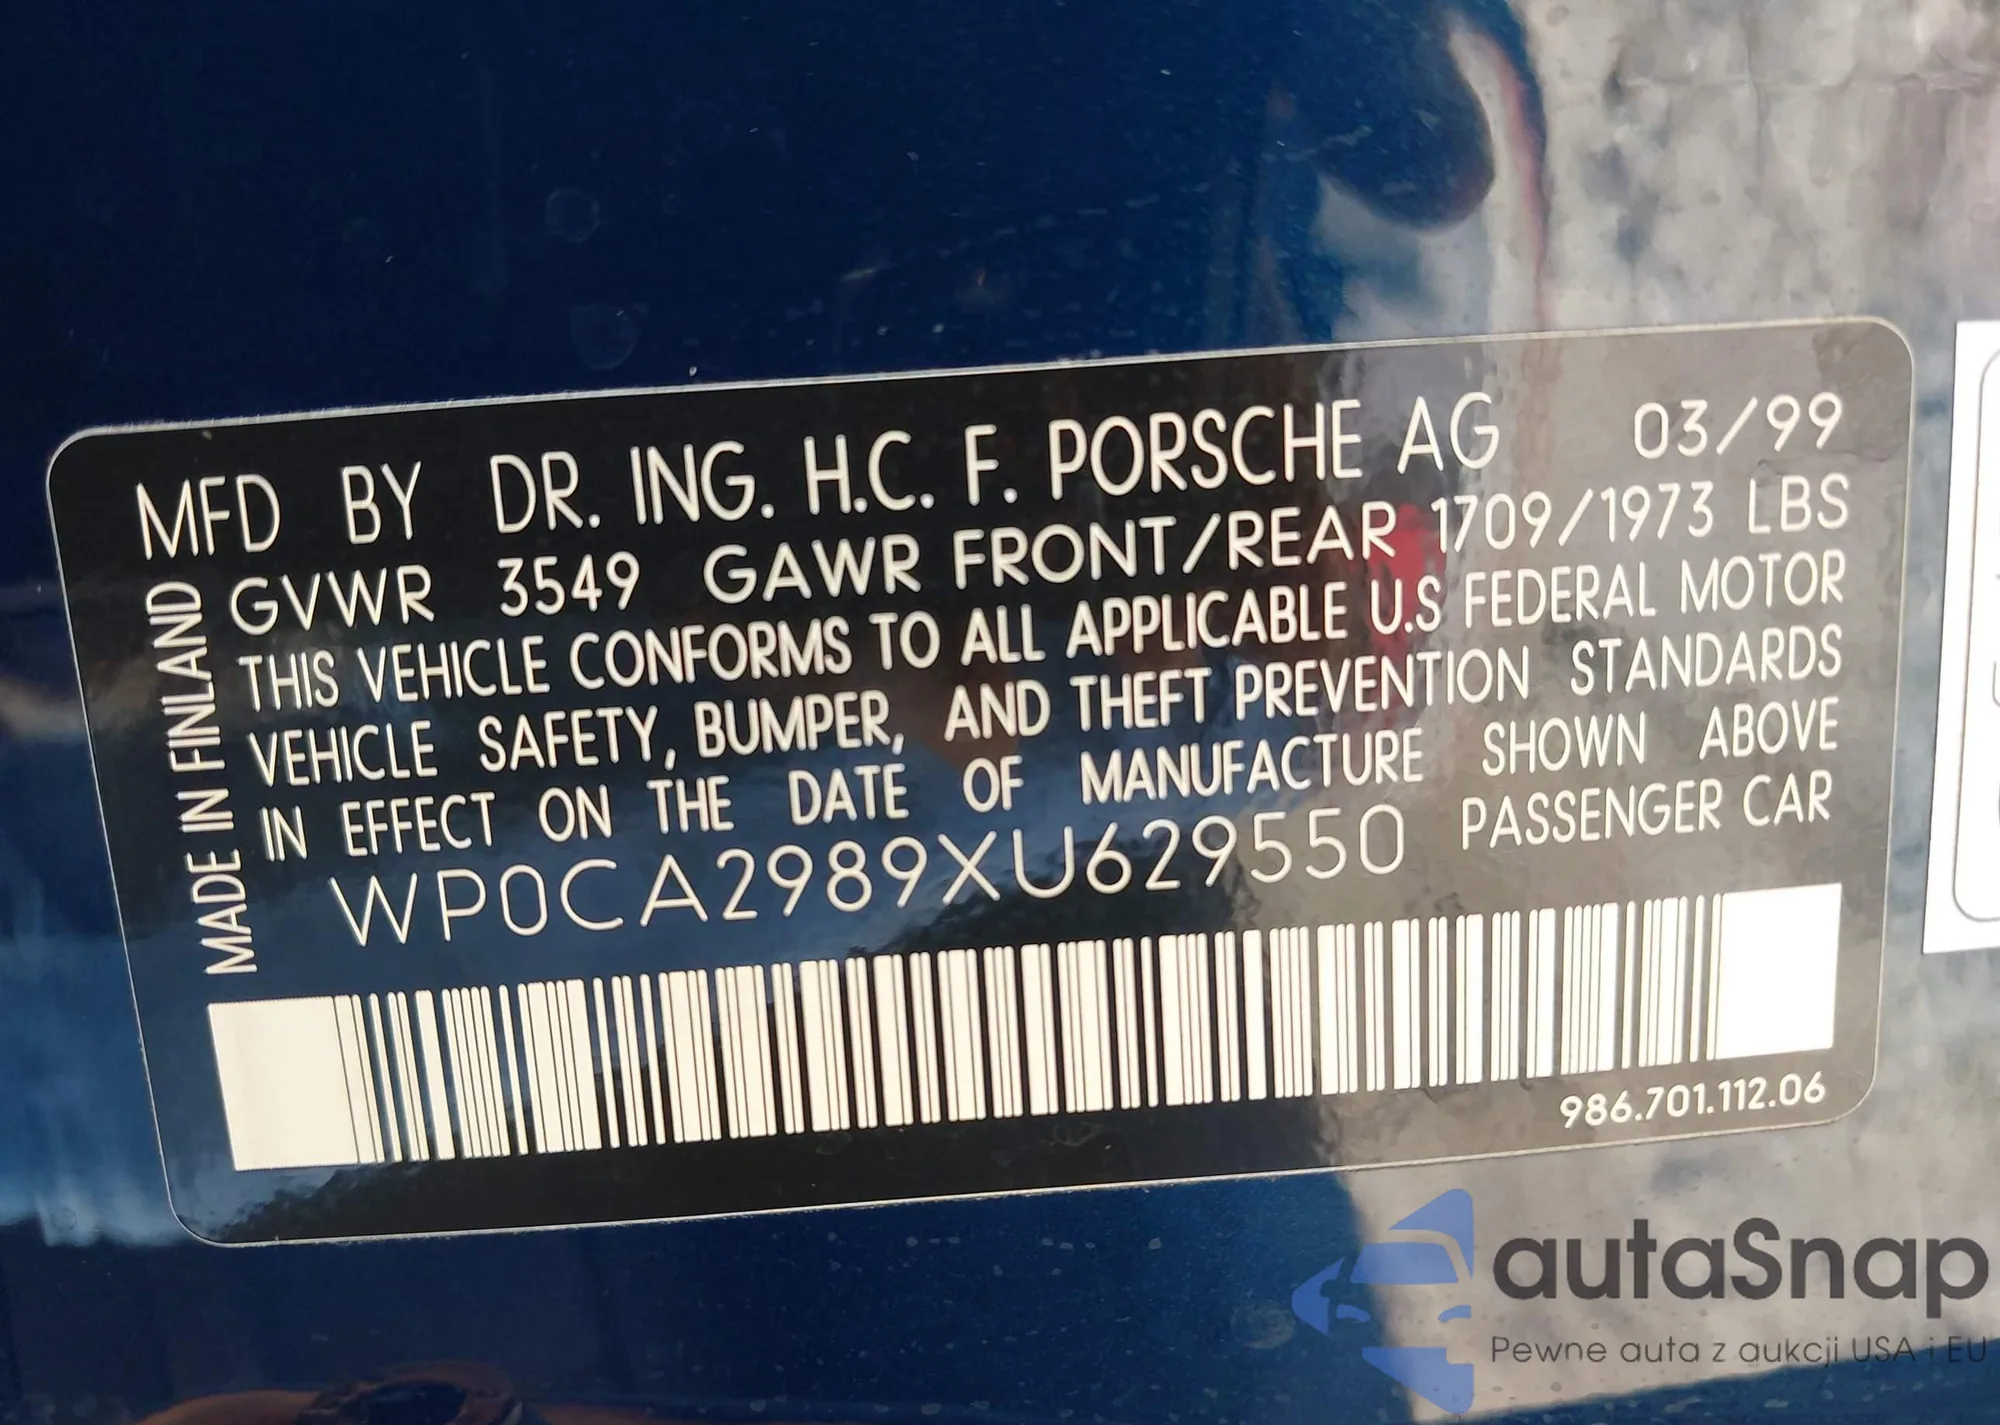 MFD BY DR. ING. H.C. F. PORSCHE AG 03/99
GVWR 3549 GAWR FRONT/REAR 1709/1973 LBS
THIS VEHICLE CONFORMS TO ALL APPLICABLE U.S FEDERAL MOTOR
VEHICLE SAFETY, BUMPER, AND THEFT PREVENTION STANDARDS
IN EFFECT ON THE DATE OF MANUFACTURE SHOWN ABOVE
WP0CA2989XU629550 PASSENGER CAR
MADE IN FINLAND
986.701.112.06
autaSnap
Pewne auta z aukcji USA i EU